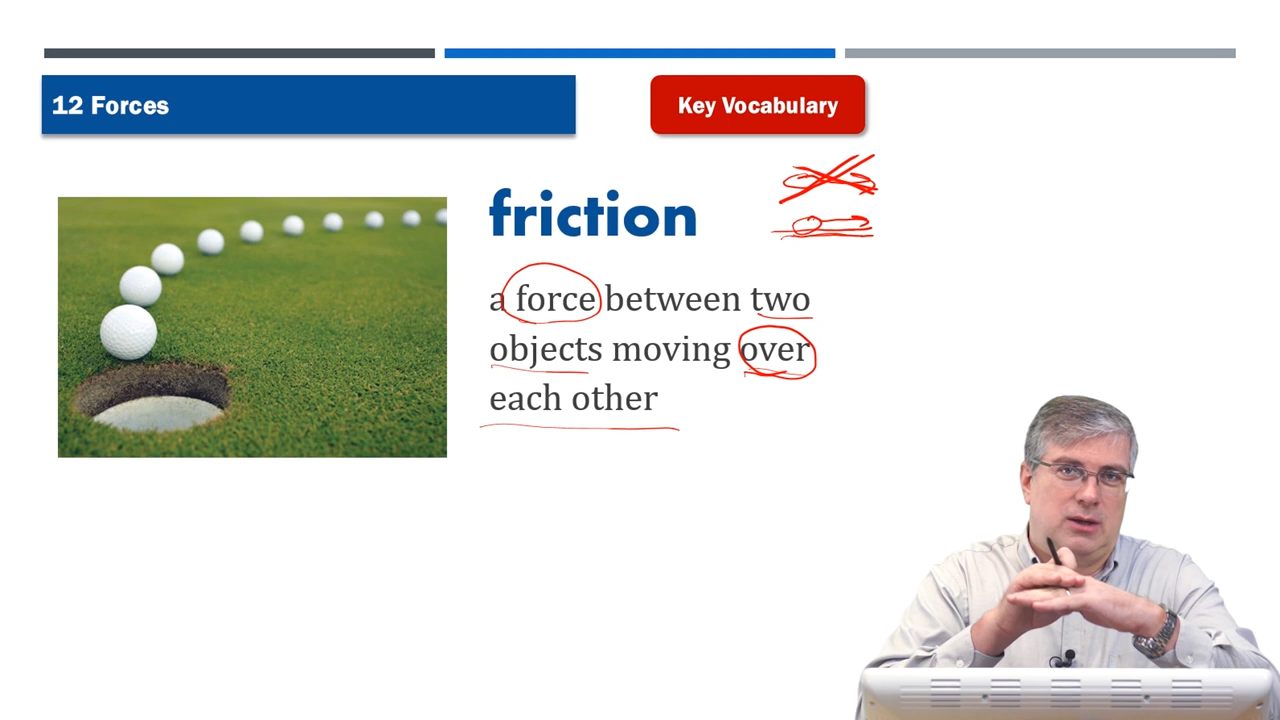 12 Forces
Key Vocabulary
friction
a force between two
objects moving over
each other